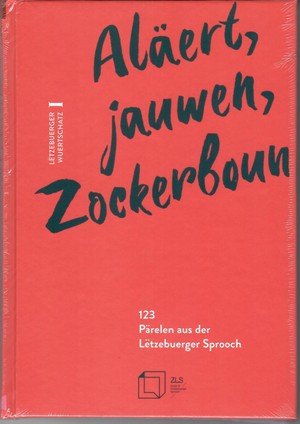 Aläert,
jauwen,
Zockerboun
LËTZEBUERGER
WUERTSCHATZ
I
123
Pärelen aus der
Lëtzebuerger Sprooch
ZLS